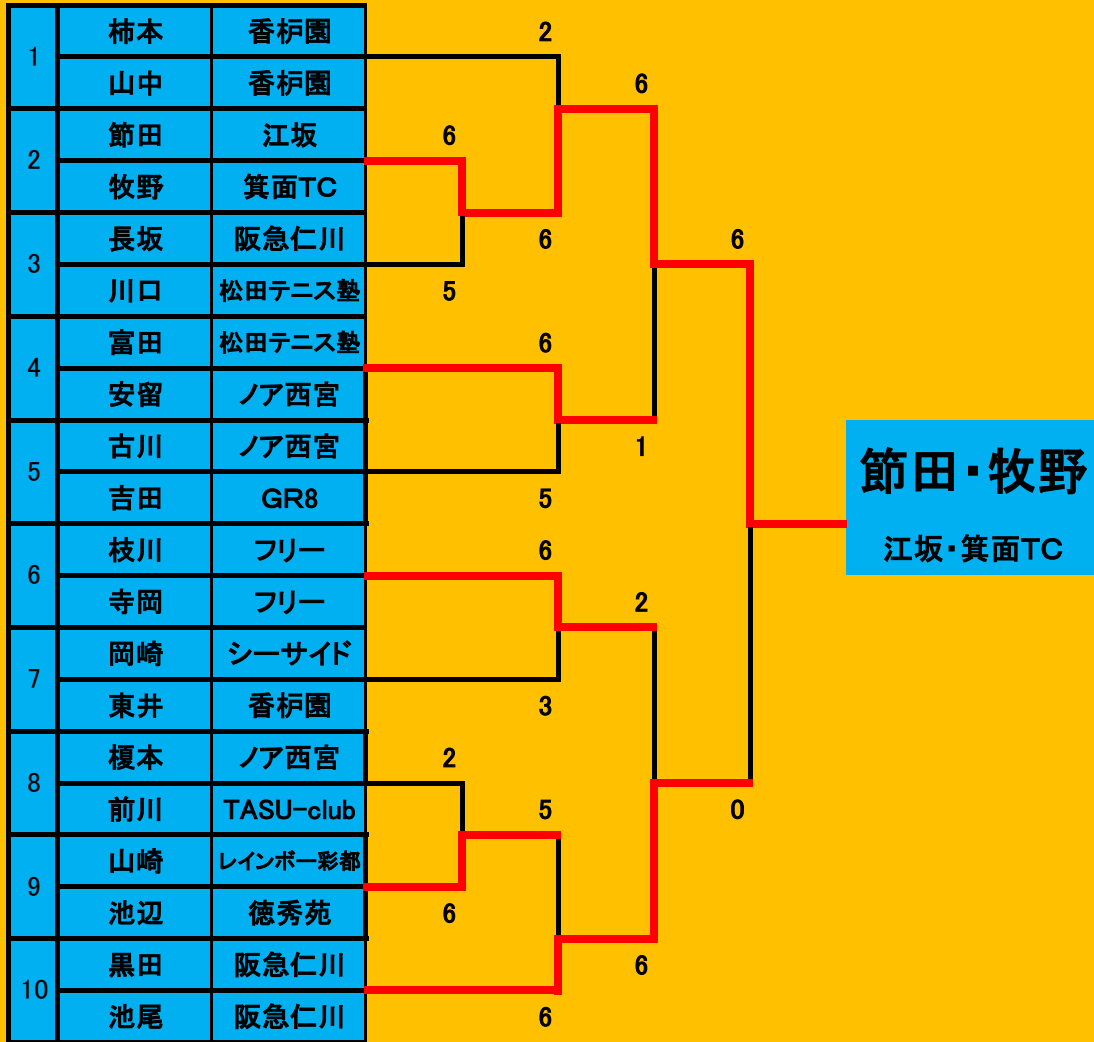 1 柿本 香枦園 2
山中 香枦園 6
2 節田 江坂 6
牧野 箕面TC
3 長坂 阪急仁川 6 6
川口 松田テニス塾 5
4 富田 松田テニス塾 6
安留 ノア西宮
5 古川 ノア西宮 1
吉田 GR8 5
節田・牧野
江坂・箕面TC
6 枝川 フリー 6
寺岡 フリー 2
7 岡崎 シーサイド
東井 香枦園 3
8 榎本 ノア西宮 2
前川 TASU-club 5 0
9 山崎 レインボー彩都
池辺 徳秀苑 6
10 黒田 阪急仁川 6
池尾 阪急仁川 6